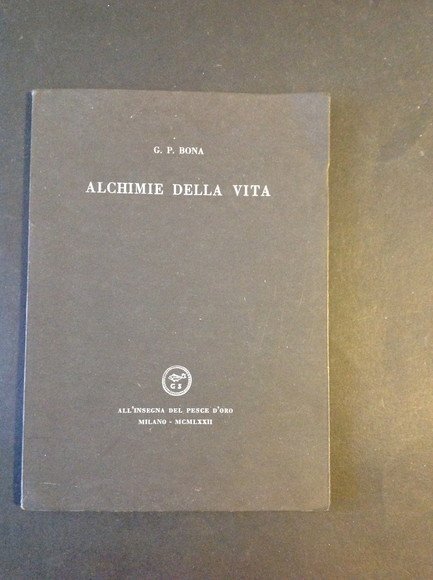 G. P. BONA
ALCHIMIE DELLA VITA
G S
ALL'INSEGNA DEL PESCE D'ORO
MILANO - MCMLXXII